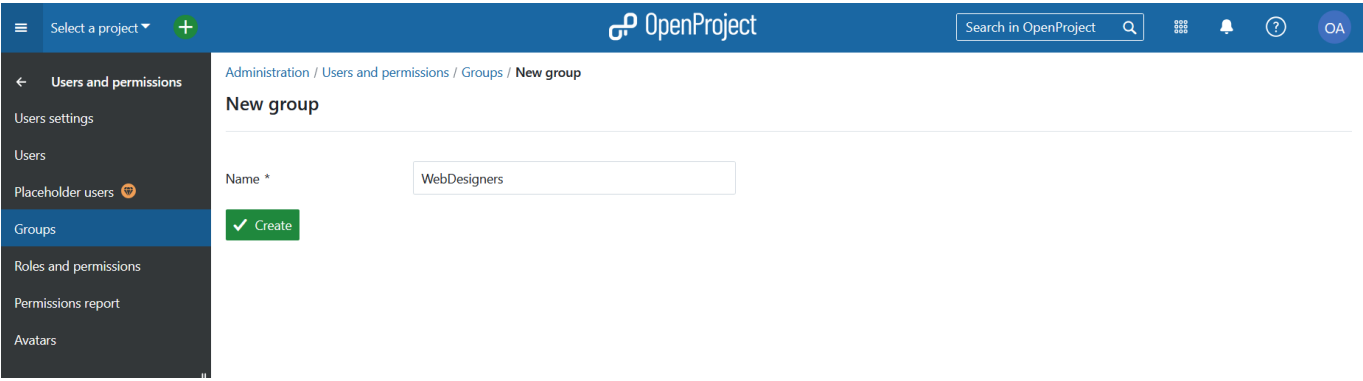 Select a project
OpenProject
Search in OpenProject
OA
Users and permissions
Users settings
Users
Placeholder users
Groups
Roles and permissions
Permissions report
Avatars
Administration / Users and permissions / Groups / New group
New group
Name *
WebDesigners
Create